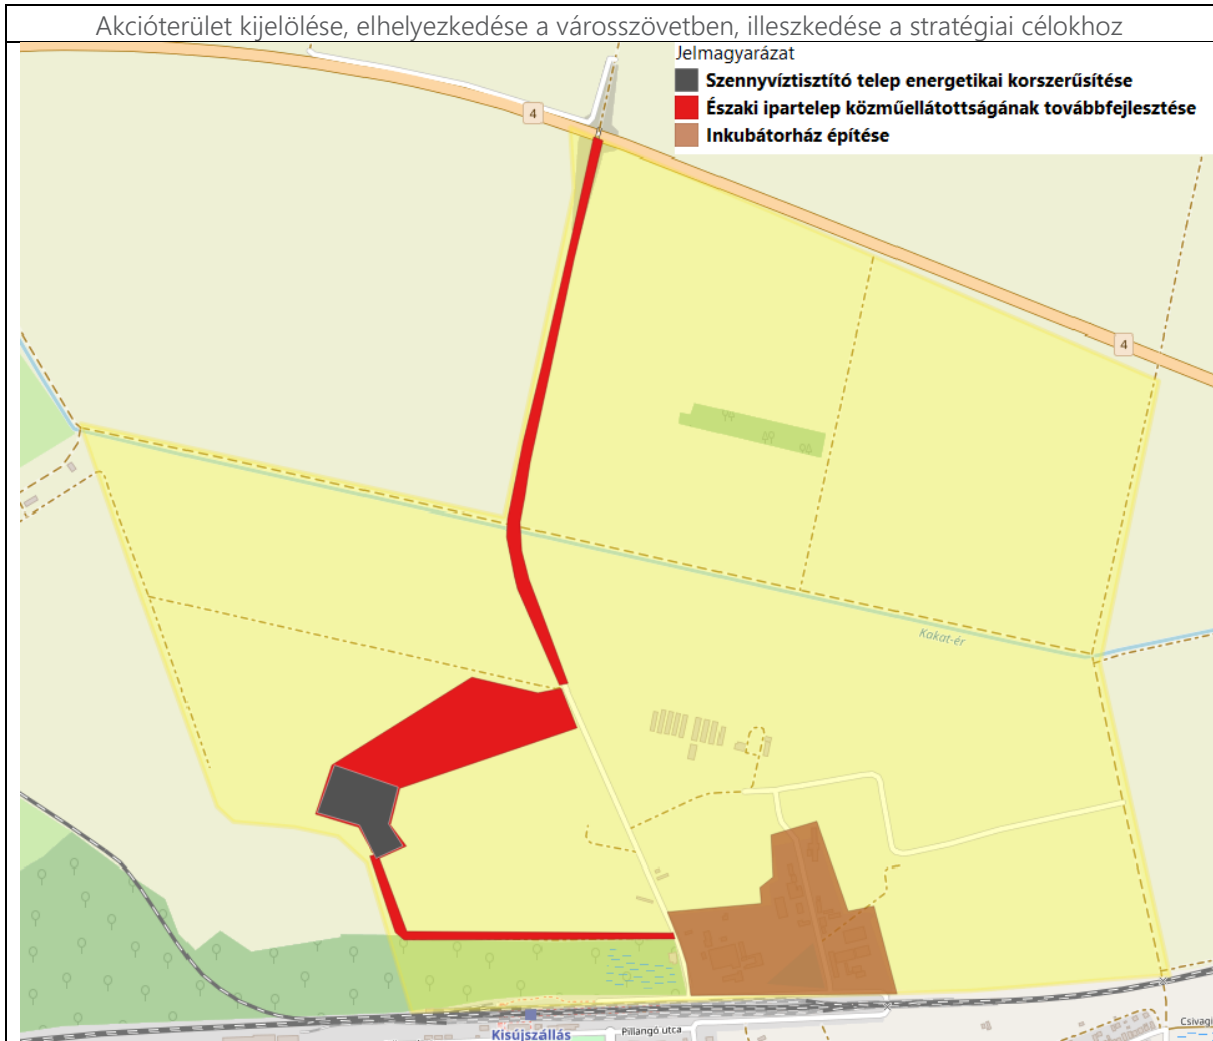 Akcióterület kijelölése, elhelyezkedése a városszövetben, illeszkedése a stratégiai célokhoz
Jelmagyarázat
Szennyvíztisztító telep energetikai korszerűsítése
Északi ipartelep közműellátottságának továbbfejlesztése
Inkubátorház építése
4
4
Kakat-ér
Kisújszállás
Pillangó utca
Csivag